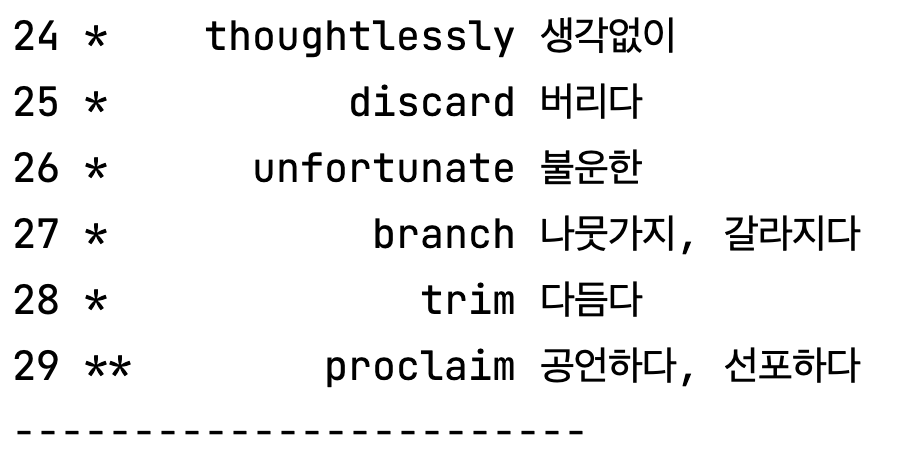 24 * thoughtlessly 생각없이
25 * discard 버리다
26 * unfortunate 불운한
27 * branch 나뭇가지, 갈라지다
28 * trim 다듬다
29 ** proclaim 공언하다, 선포하다
------------------------